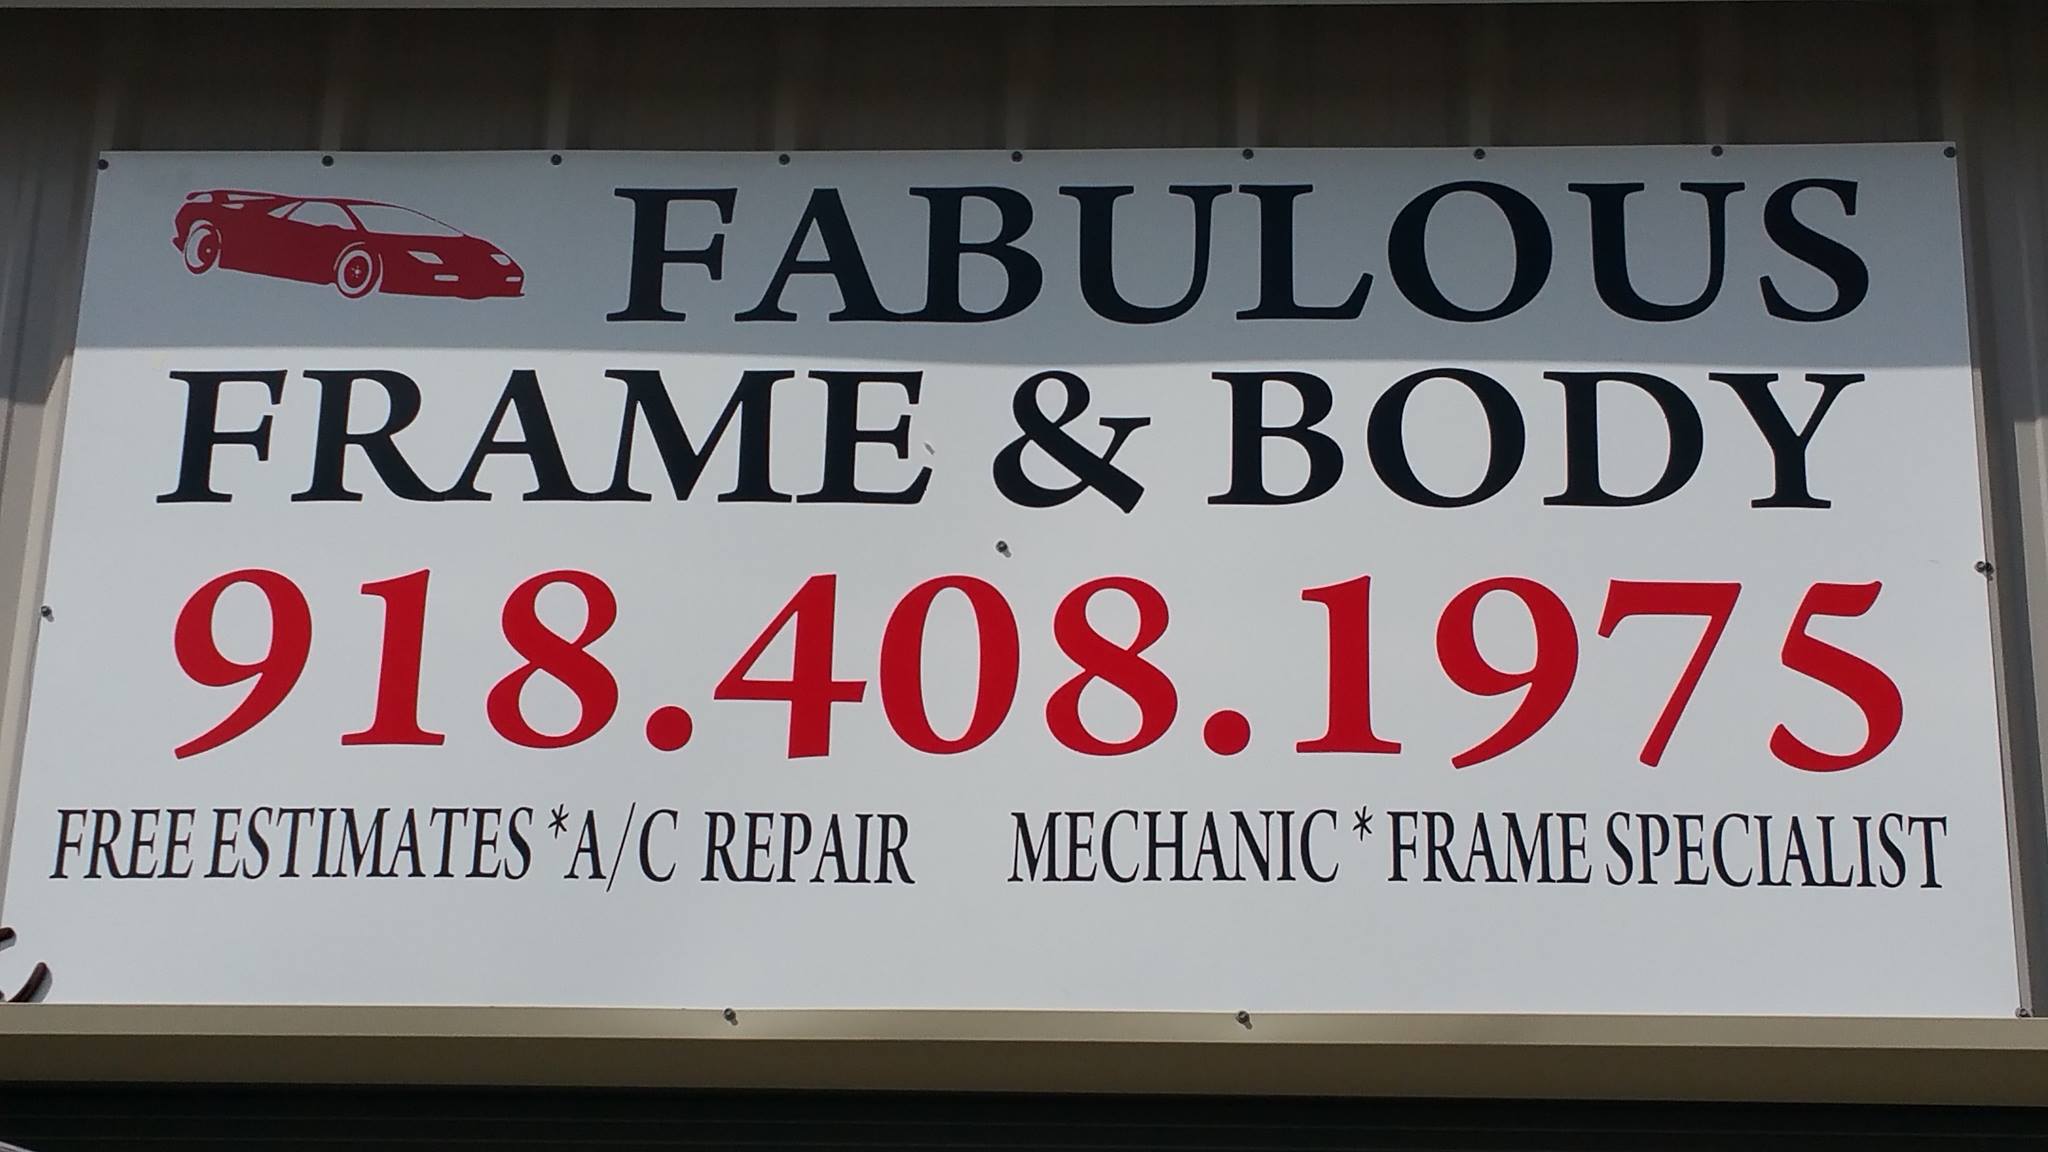 FABULOUS
FRAME & BODY
918.408.1975
FREE ESTIMATES *A/C REPAIR MECHANIC * FRAME SPECIALIST